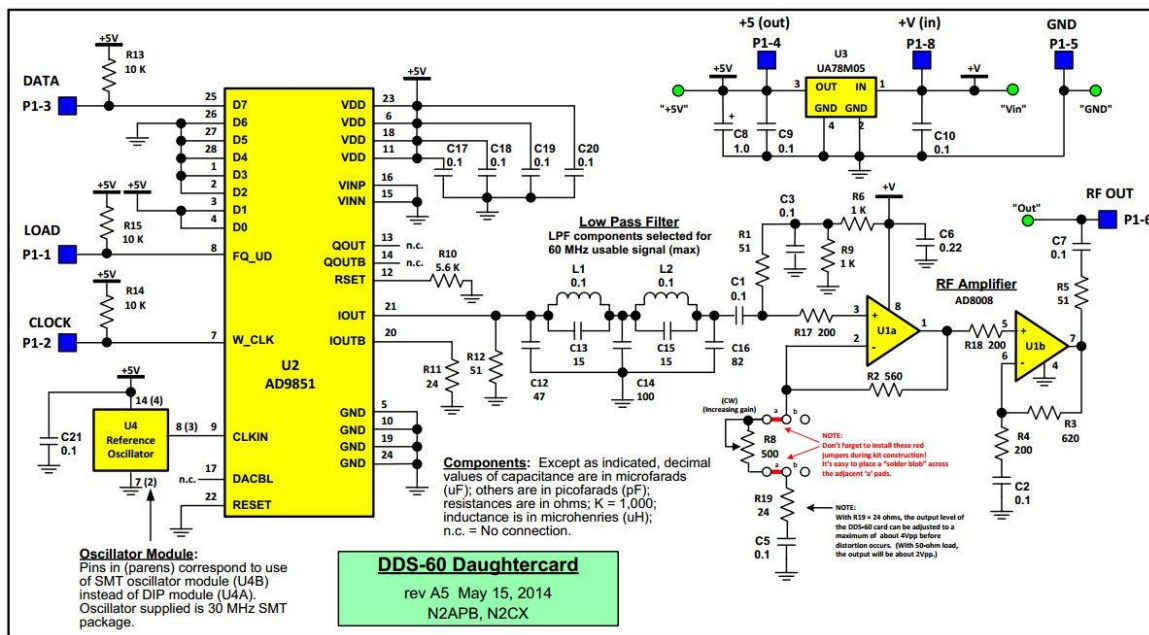 +5 (out)
P1-4
+V (in)
P1-8
GND
P1-5
U3
UA78M05
+5V
3
OUT
IN
1
GND
GND
4
2
+V
"+5V"
"Vin"
"GND"
+
C8
1.0
C9
0.1
C10
0.1
+5V
R13
10 K
DATA
P1-3
25
26
27
28
1
2
3
4
D7
D6
D5
D4
D3
D2
D1
D0
+5V
+5V
R15
10 K
LOAD
P1-1
8
FQ_UD
+5V
R14
10 K
CLOCK
P1-2
7
W_CLK
U2
AD9851
+5V
14 (4)
U4
Reference
Oscillator
8 (3)
9
CLKIN
C21
0.1
7 (2)
n.c.
17
DACBL
22
RESET
+5V
VDD
23
VDD
6
VDD
18
VDD
11
C17
0.1
C18
0.1
C19
0.1
C20
0.1
VINP
16
VINN
15
QOUT
13
n.c.
QOUTB
14
n.c.
RSET
12
R10
5.6 K
IOUT
21
IOUTB
20
R11
24
R12
51
GND
5
GND
10
GND
19
GND
24
Low Pass Filter
LPF components selected for
60 MHz usable signal (max)
L1
0.1
L2
0.1
C13
15
C15
15
C12
47
C14
100
C16
82
C1
0.1
R1
51
C3
0.1
R6
1 K
R9
1 K
+V
C6
0.22
R17 200
3
+
2
-
8
U1a
1
R2 560
RF Amplifier
AD8008
R18
200
5
+
6
-
U1b
7
4
R3
620
R4
200
C2
0.1
R5
51
C7
0.1
"Out"
RF OUT
P1-6
(CW)
(Increasing gain)
a
b
R8
500
a
b
NOTE:
Don't forget to install these red
jumpers during kit construction!
It's easy to place a "solder blob" across
the adjacent 'a' pads.
R19
24
C5
0.1
NOTE:
With R19 = 24 ohms, the output level of
the DDS-60 card can be adjusted to a
maximum of about 4Vpp before
distortion occurs. (With 50-ohm load,
the output will be about 2Vpp.)
Components: Except as indicated, decimal
values of capacitance are in microfarads
(uF); others are in picofarads (pF);
resistances are in ohms; K = 1,000;
inductance is in microhenries (uH);
n.c. = No connection.
Oscillator Module:
Pins in (parens) correspond to use
of SMT oscillator module (U4B)
instead of DIP module (U4A).
Oscillator supplied is 30 MHz SMT
package.
DDS-60 Daughtercard
rev A5 May 15, 2014
N2APB, N2CX